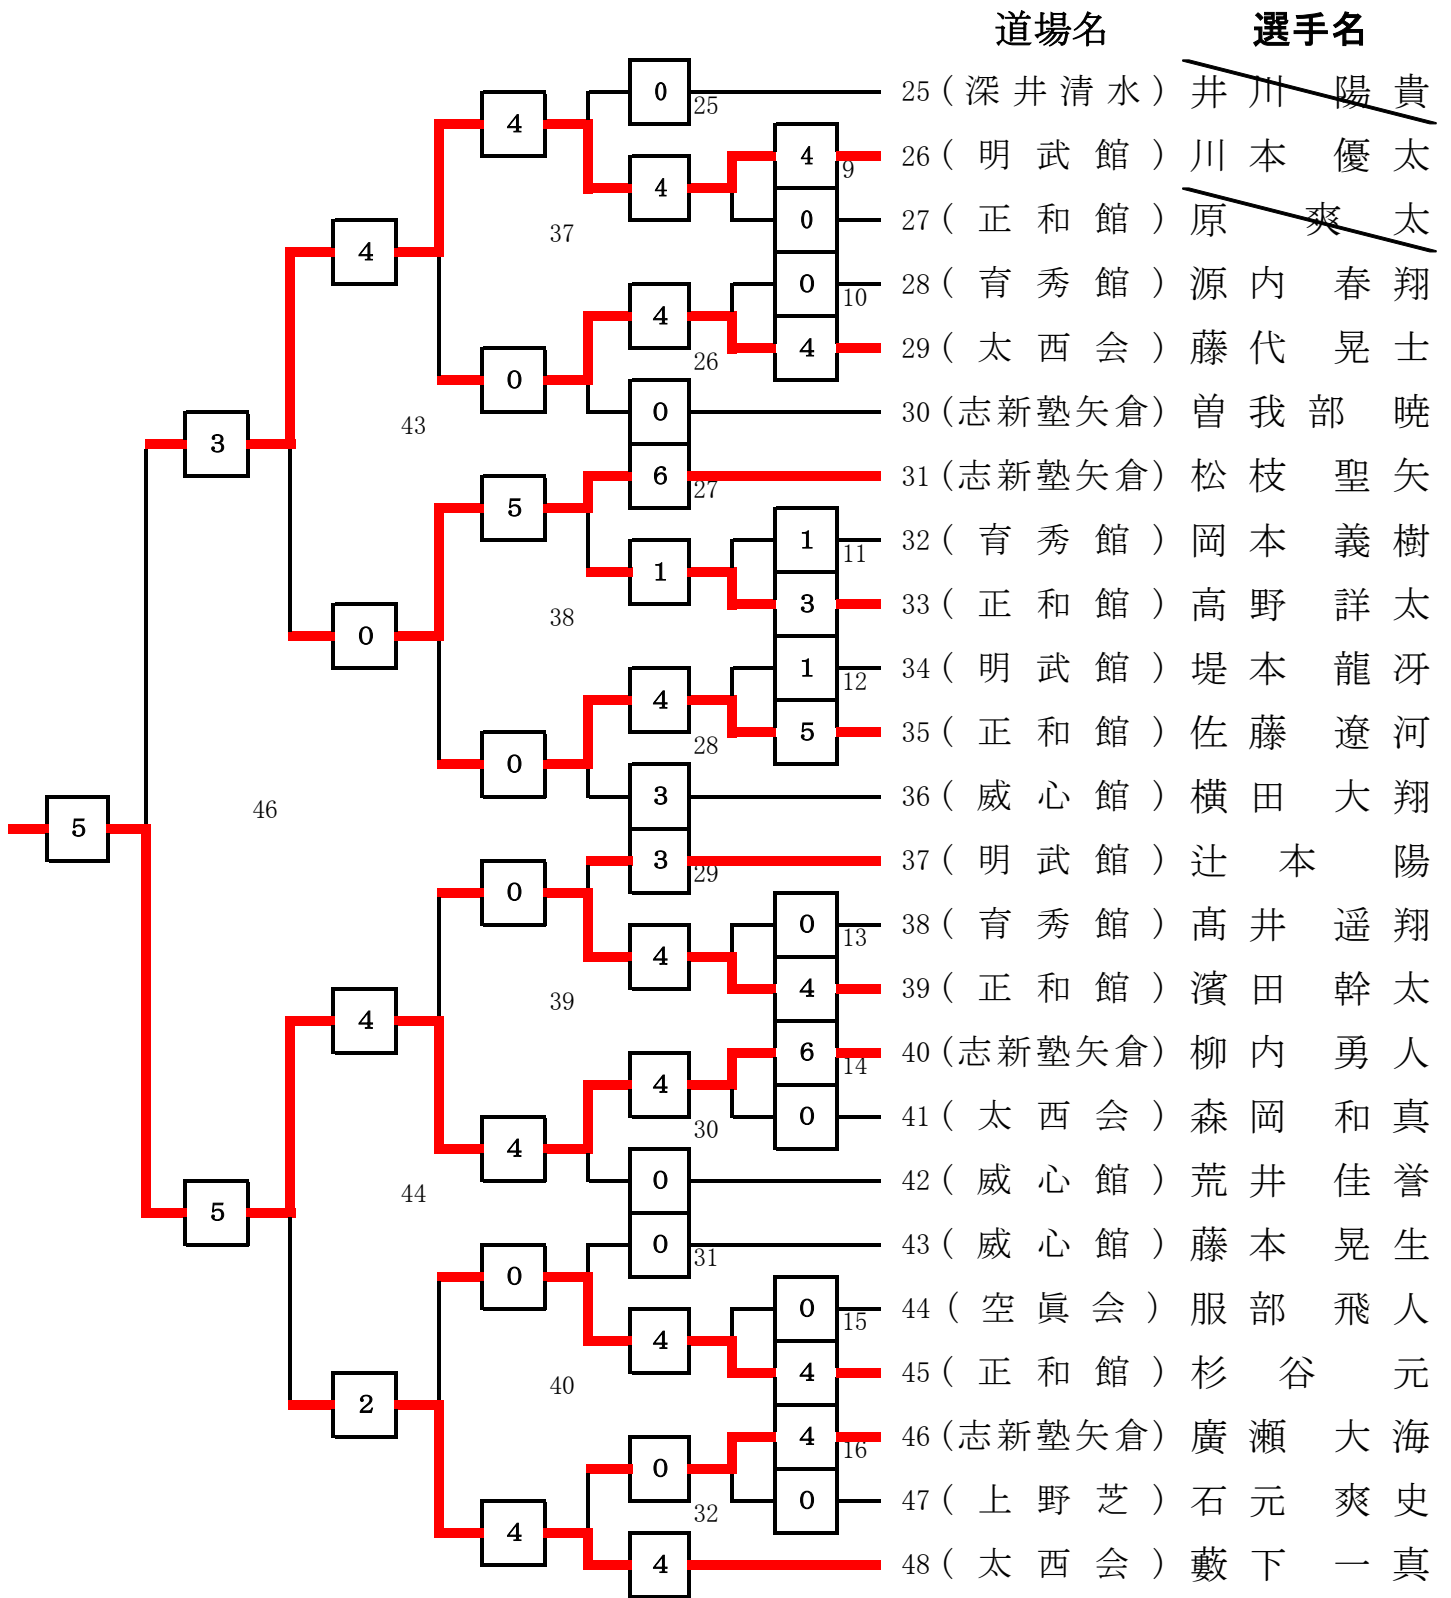 道場名 選手名
0 25 25 (深井清水) 井川 陽貴
4
4 9 26 (明武館) 川本 優太
4
0 27 (正和館) 原 爽太
37
4
0 10 28 (育秀館) 源内 春翔
4
4 29 (太西会) 藤代 晃士
26
0
0 30 (志新塾矢倉) 曽我部 暁
43
3
6 27 31 (志新塾矢倉) 松枝 聖矢
5
1 11 32 (育秀館) 岡本 義樹
1
3 33 (正和館) 高野 詳太
38
0
1 12 34 (明武館) 堤本 龍冴
4
5 35 (正和館) 佐藤 遼河
28
0
3 36 (威心館) 横田 大翔
46
5
3 29 37 (明武館) 辻本 陽
0
0 13 38 (育秀館) 髙井 遥翔
4
4 39 (正和館) 濱田 幹太
39
4
6 14 40 (志新塾矢倉) 柳内 勇人
4
0 41 (太西会) 森岡 和真
30
4
0 42 (威心館) 荒井 佳誉
44
5
0 31 43 (威心館) 藤本 晃生
0
0 15 44 (空眞会) 服部 飛人
4
4 45 (正和館) 杉谷 元
40
2
4 16 46 (志新塾矢倉) 廣瀬 大海
0
0 47 (上野芝) 石元 爽史
32
4
4 48 (太西会) 藪下 一真